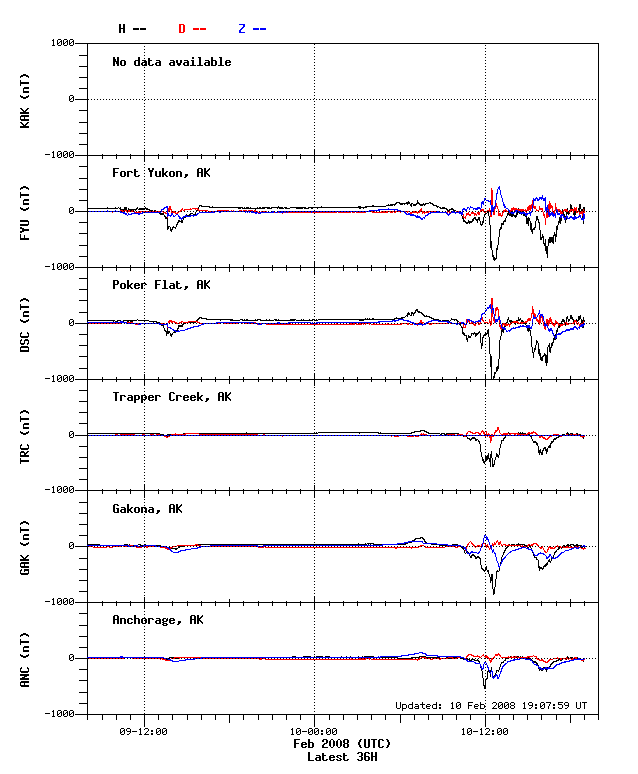 H -- D -- Z --
1000
No data available
KAK (nT)
0
-1000
Fort Yukon, AK
FYU (nT)
0
-1000
Poker Flat, AK
DSC (nT)
0
-1000
Trapper Creek, AK
TRC (nT)
0
-1000
Gakona, AK
GAK (nT)
0
-1000
Anchorage, AK
ANC (nT)
0
-1000
Updated: 10 Feb 2008 19:07:59 UT
09-12:00 10-00:00 10-12:00
Feb 2008 (UTC)
Latest 36H